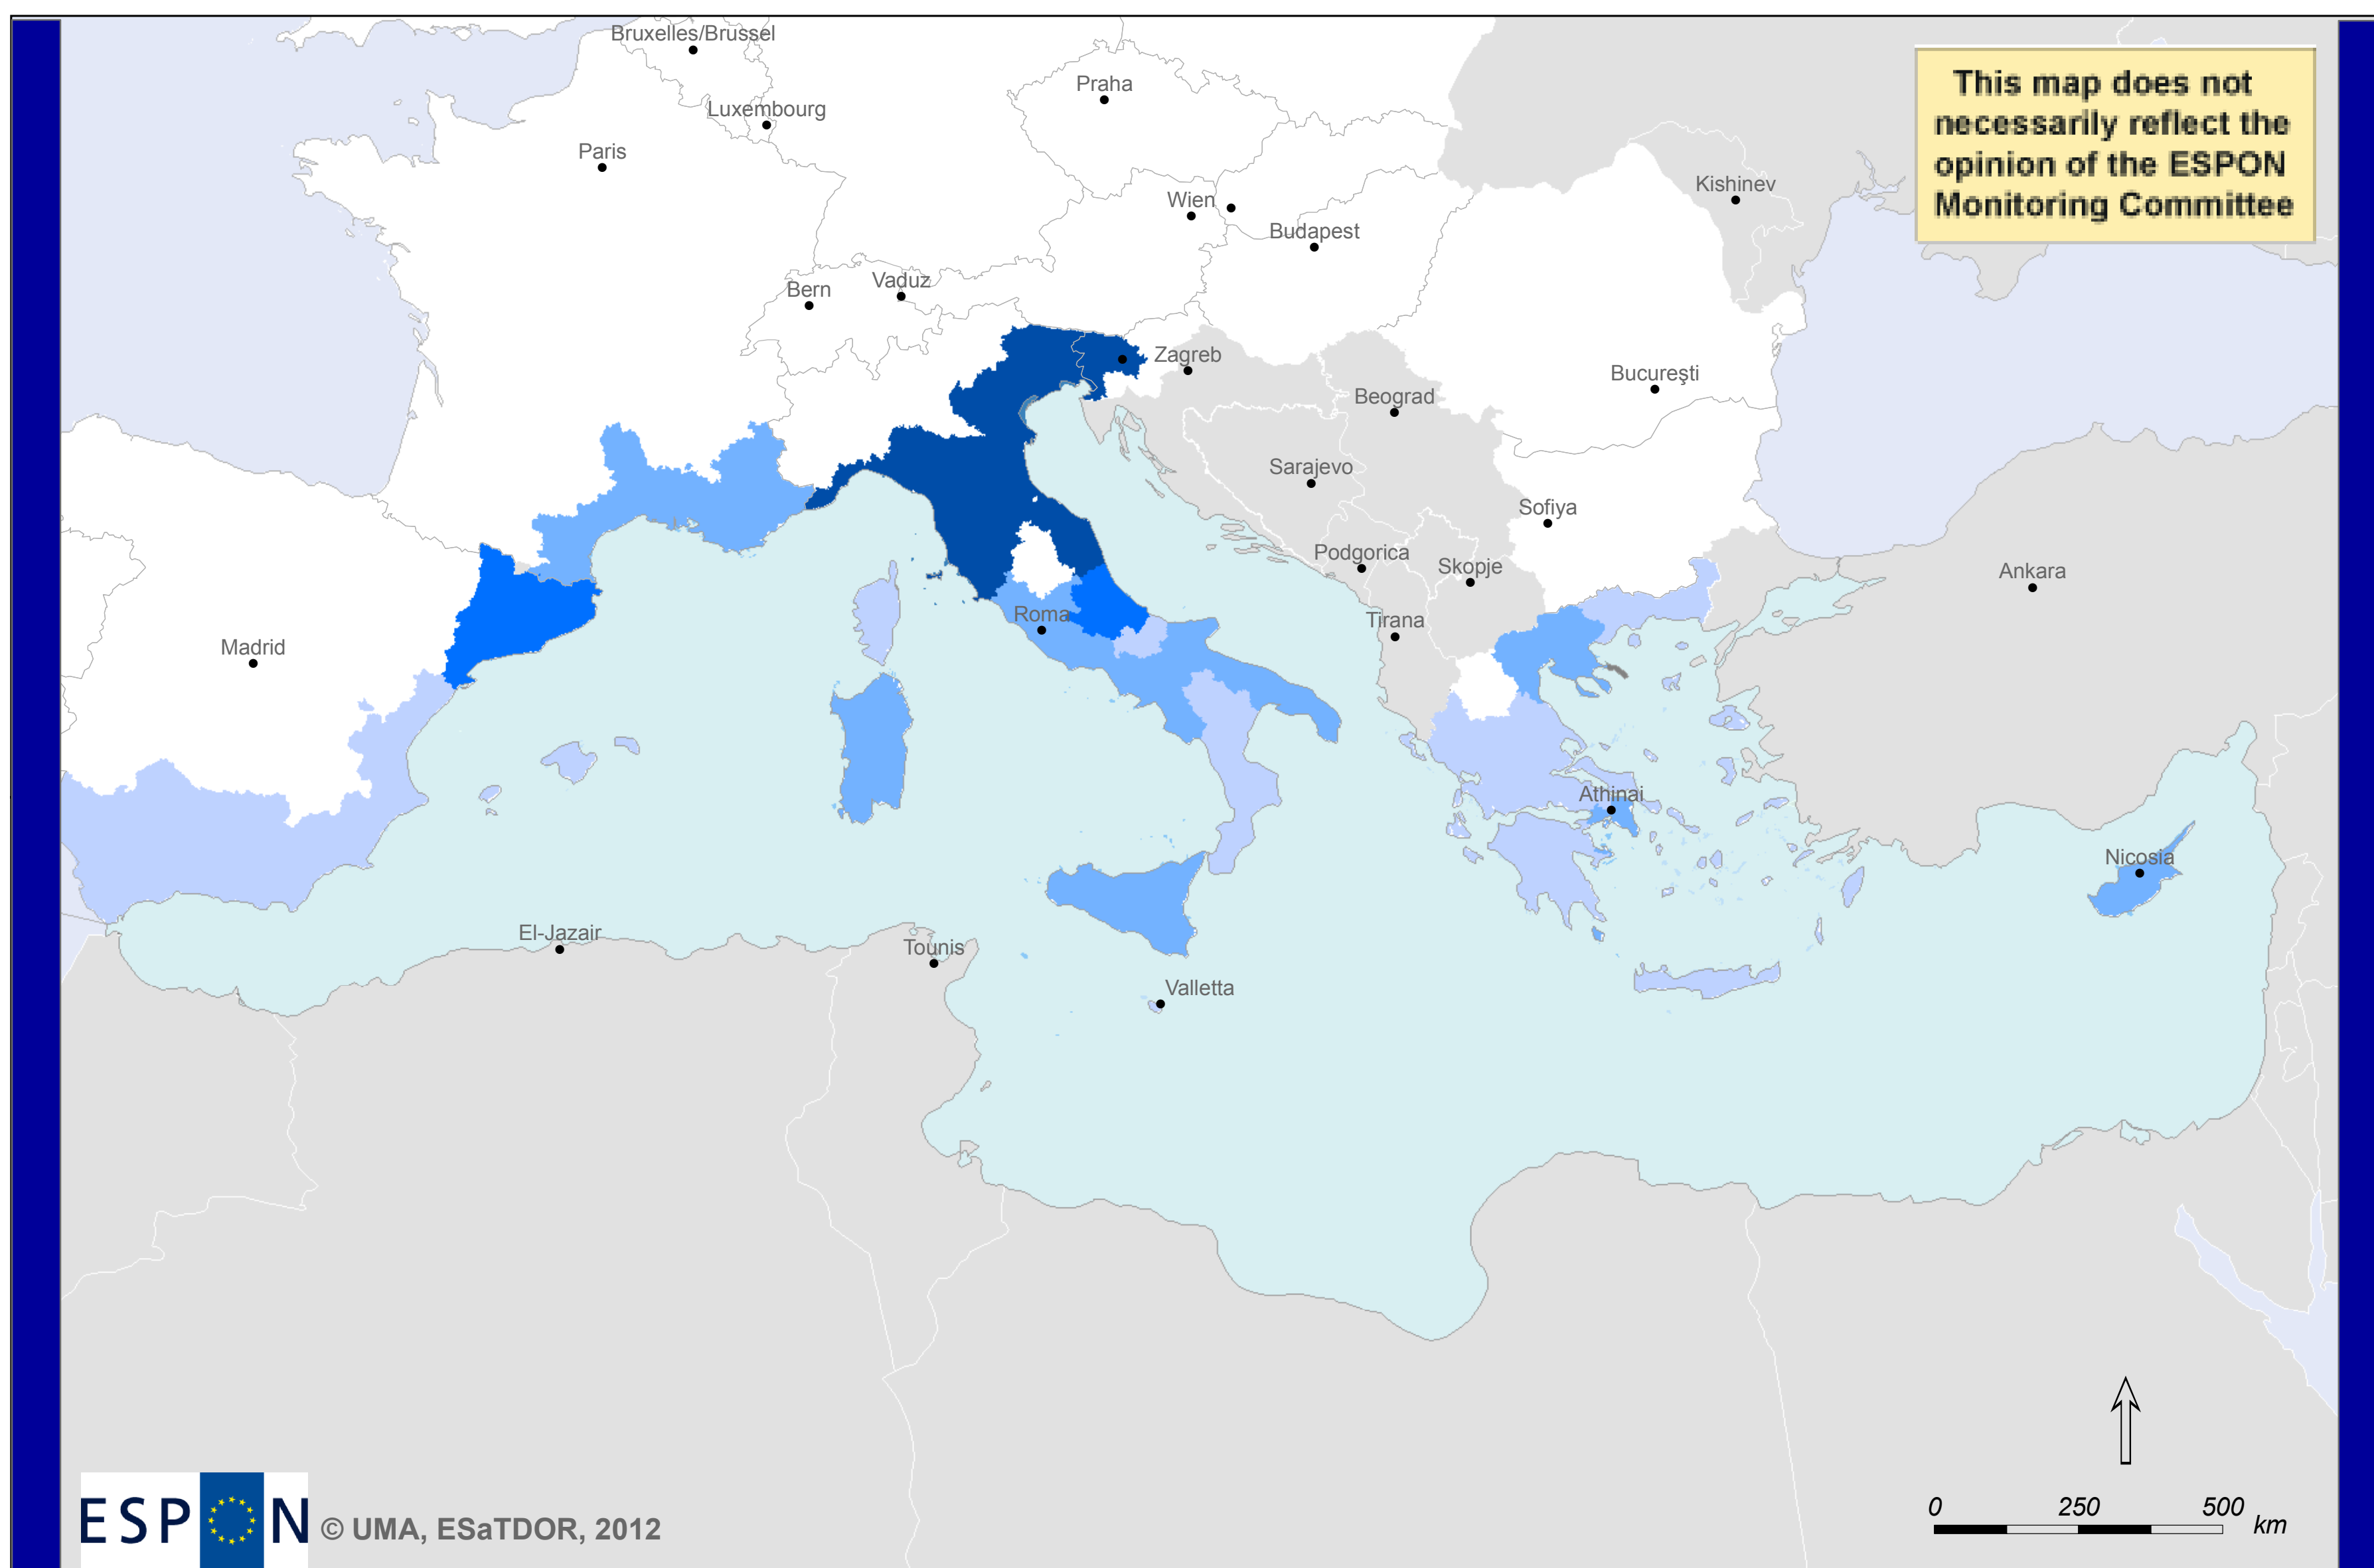 Bruxelles/Brussel
This map does not
necessarily reflect the
opinion of the ESPON
Monitoring Committee
Praha
Luxembourg
Paris
Kishinev
Wien
Budapest
Vaduz
Bern
Zagreb
Bucureşti
Beograd
Sarajevo
Sofiya
Podgorica
Skopje
Ankara
Roma
Tirana
Madrid
Athinai
Nicosia
El-Jazair
Tounis
Valletta
0 250 500
km
ESPON © UMA, ESaTDOR, 2012